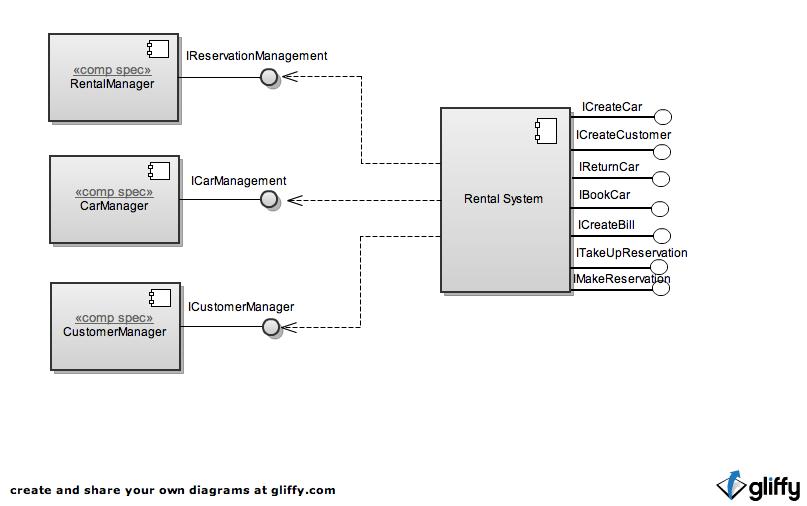 IReservationManagement
«comp spec»
RentalManager
ICarManagement
«comp spec»
CarManager
ICustomerManager
«comp spec»
CustomerManager
Rental System
ICreateCar
ICreateCustomer
IReturnCar
IBookCar
ICreateBill
ITakeUpReservation
IMakeReservation
create and share your own diagrams at gliffy.com
gliffy